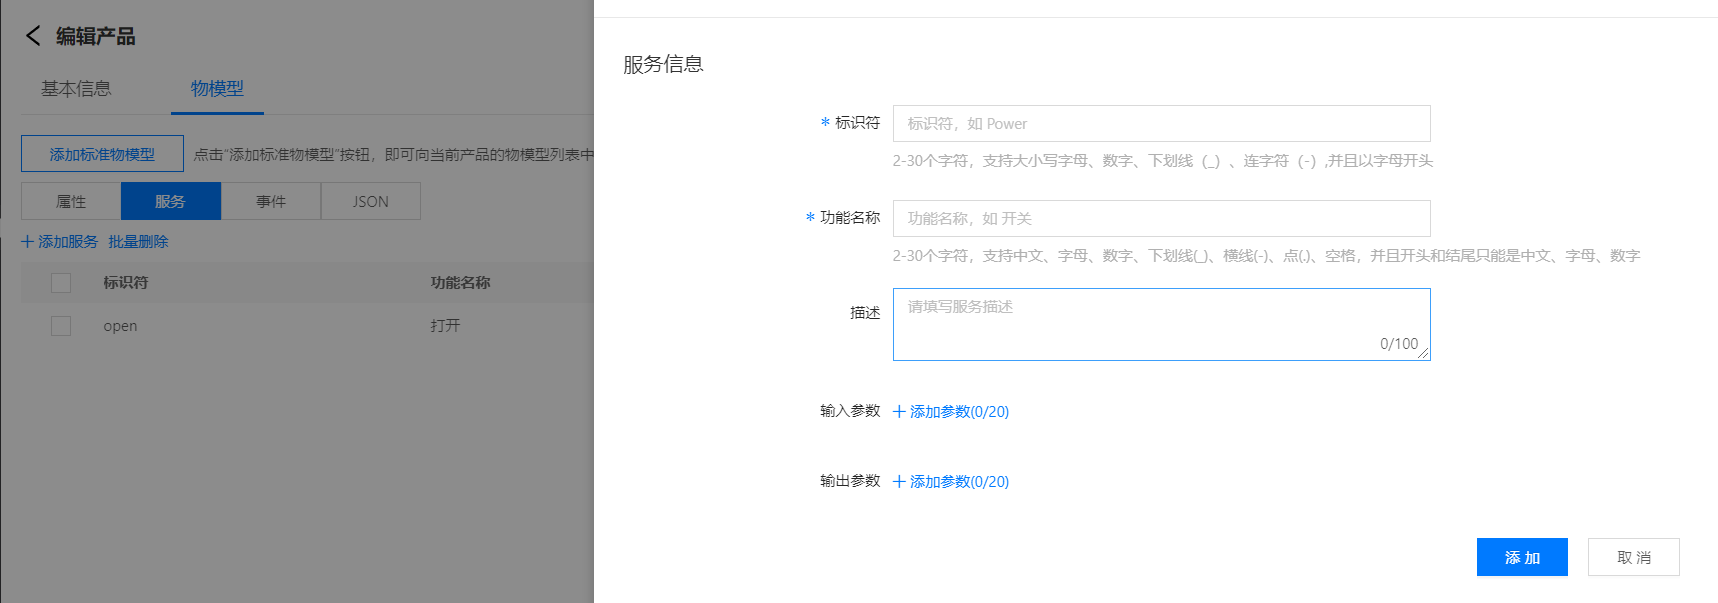 编辑产品
基本信息
物模型
添加标准物模型
点击“添加标准物模型”按钮，即可向当前产品的物模型列表中
属性
服务
事件
JSON
添加服务
批量删除
标识符
功能名称
open
打开
服务信息
* 标识符
标识符，如 Power
2-30个字符，支持大小写字母、数字、下划线（_）、连字符（-）,并且以字母开头
* 功能名称
功能名称，如 开关
2-30个字符，支持中文、字母、数字、下划线(_)、横线(-)、点(.)、空格，并且开头和结尾只能是中文、字母、数字
描述
请填写服务描述
0/100
输入参数
添加参数(0/20)
输出参数
添加参数(0/20)
添 加
取 消